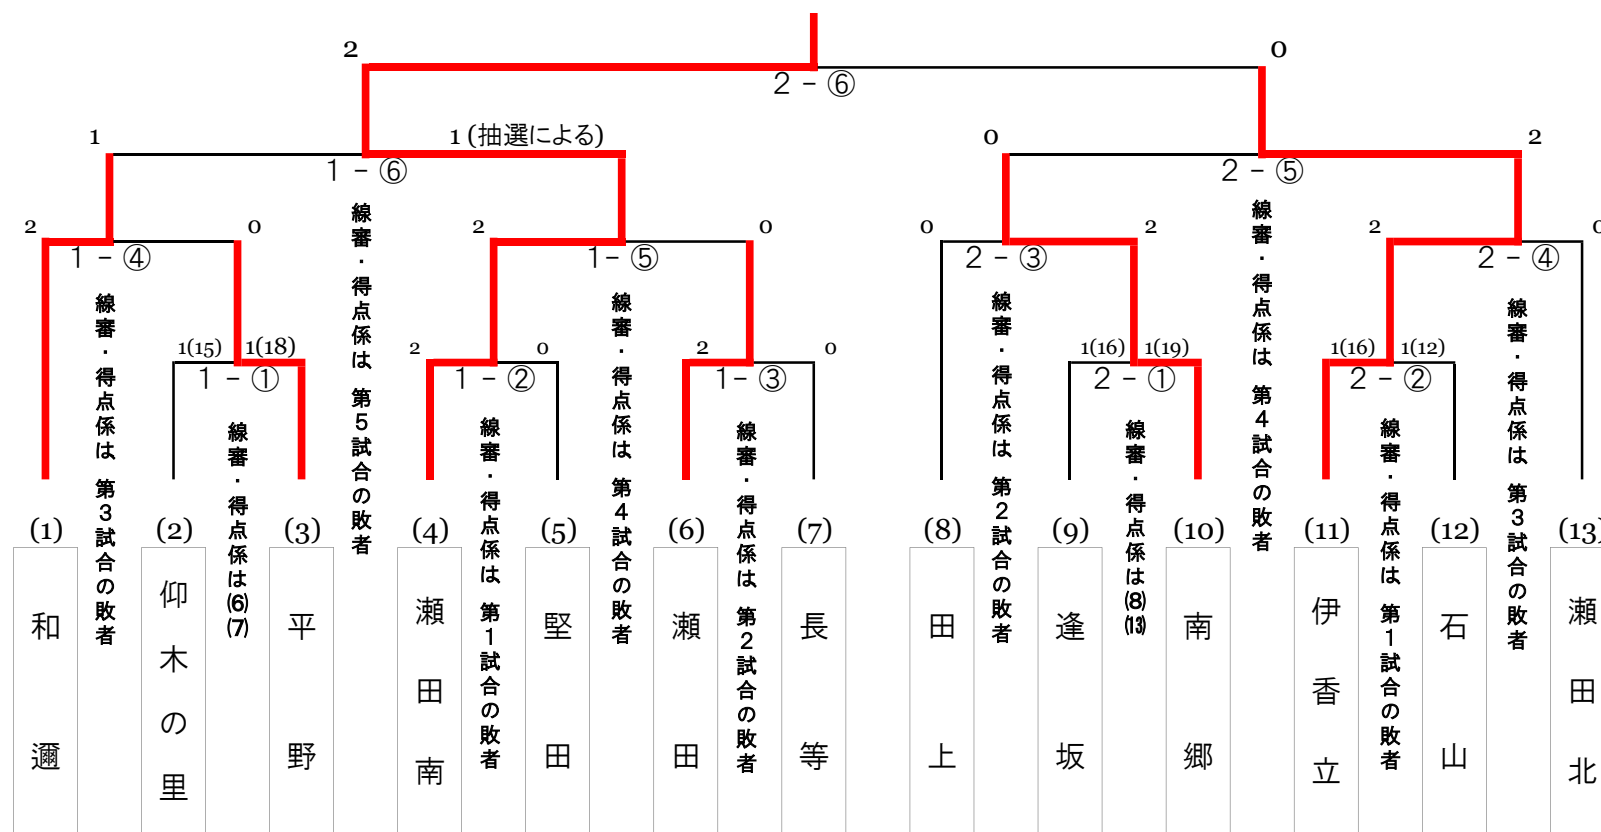 2
0
2 - ⑥
1
1 (抽選による)
0
2
1 - ⑥
2 - ⑤
2
0
2
0
0
2
2
0
1 - ④
1 - ⑤
2 - ③
2 - ④
1(15)
1(18)
2
0
2
0
1(16)
1(19)
1(16)
1(12)
1 - ①
1 - ②
1 - ③
2 - ①
2 - ②
線審・得点係は、第3試合の敗者
線審・得点係は(6)(7)
線審・得点係は、第5試合の敗者
線審・得点係は、第1試合の敗者
線審・得点係は、第4試合の敗者
線審・得点係は、第2試合の敗者
線審・得点係は、第2試合の敗者
線審・得点係は(8)(13)
線審・得点係は、第4試合の敗者
線審・得点係は、第1試合の敗者
線審・得点係は、第3試合の敗者
(1)
(2)
(3)
(4)
(5)
(6)
(7)
(8)
(9)
(10)
(11)
(12)
(13)
和邇
仰木の里
平野
瀬田南
堅田
瀬田
長等
田上
逢坂
南郷
伊香立
石山
瀬田北